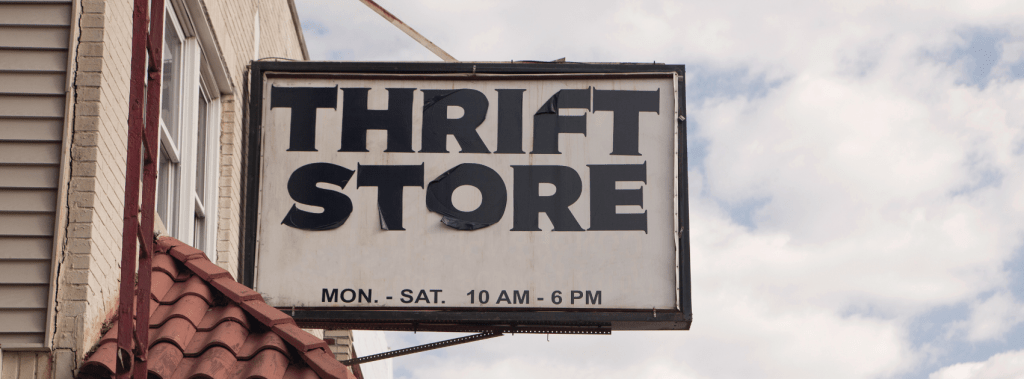 THRIFT
STORE
MON. - SAT. 10 AM - 6 PM